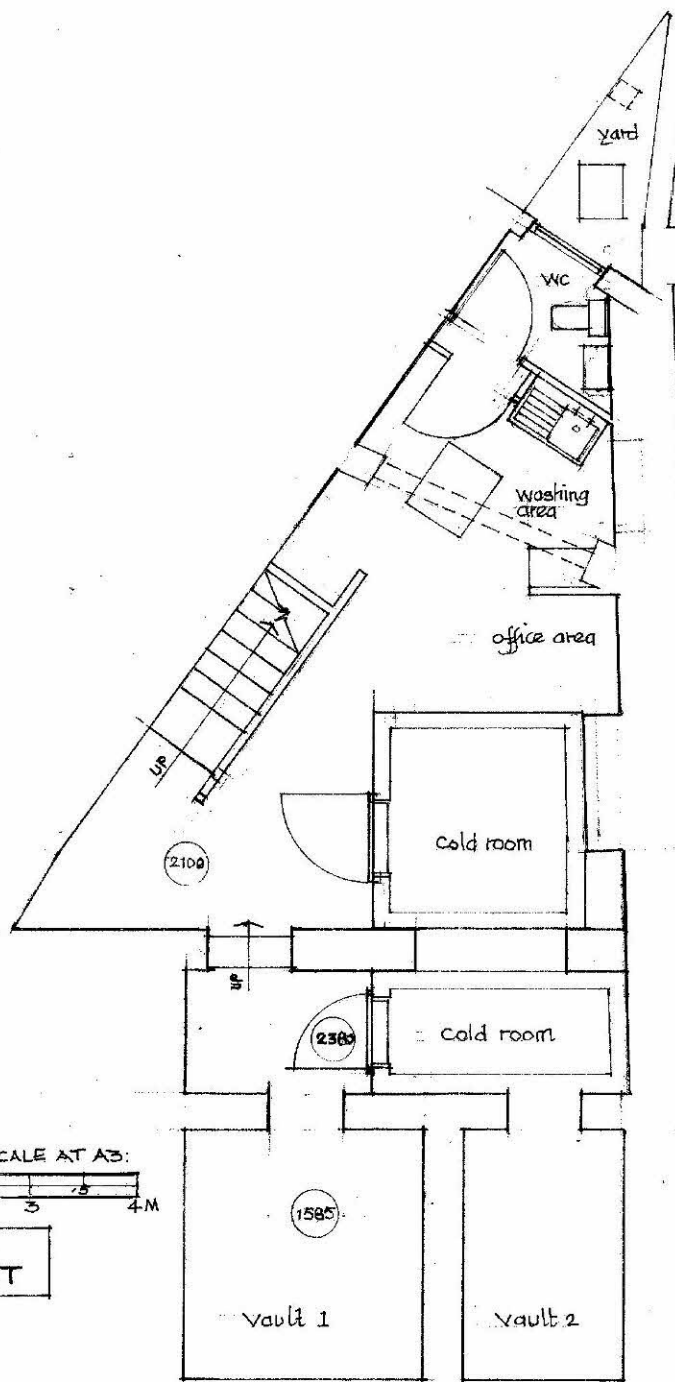 yard
WC
washing
area
office area
UP
cold room
2100
UP
2380
cold room
CALE AT A3:
3
.5
4M
1585
T
vault 1
vault 2